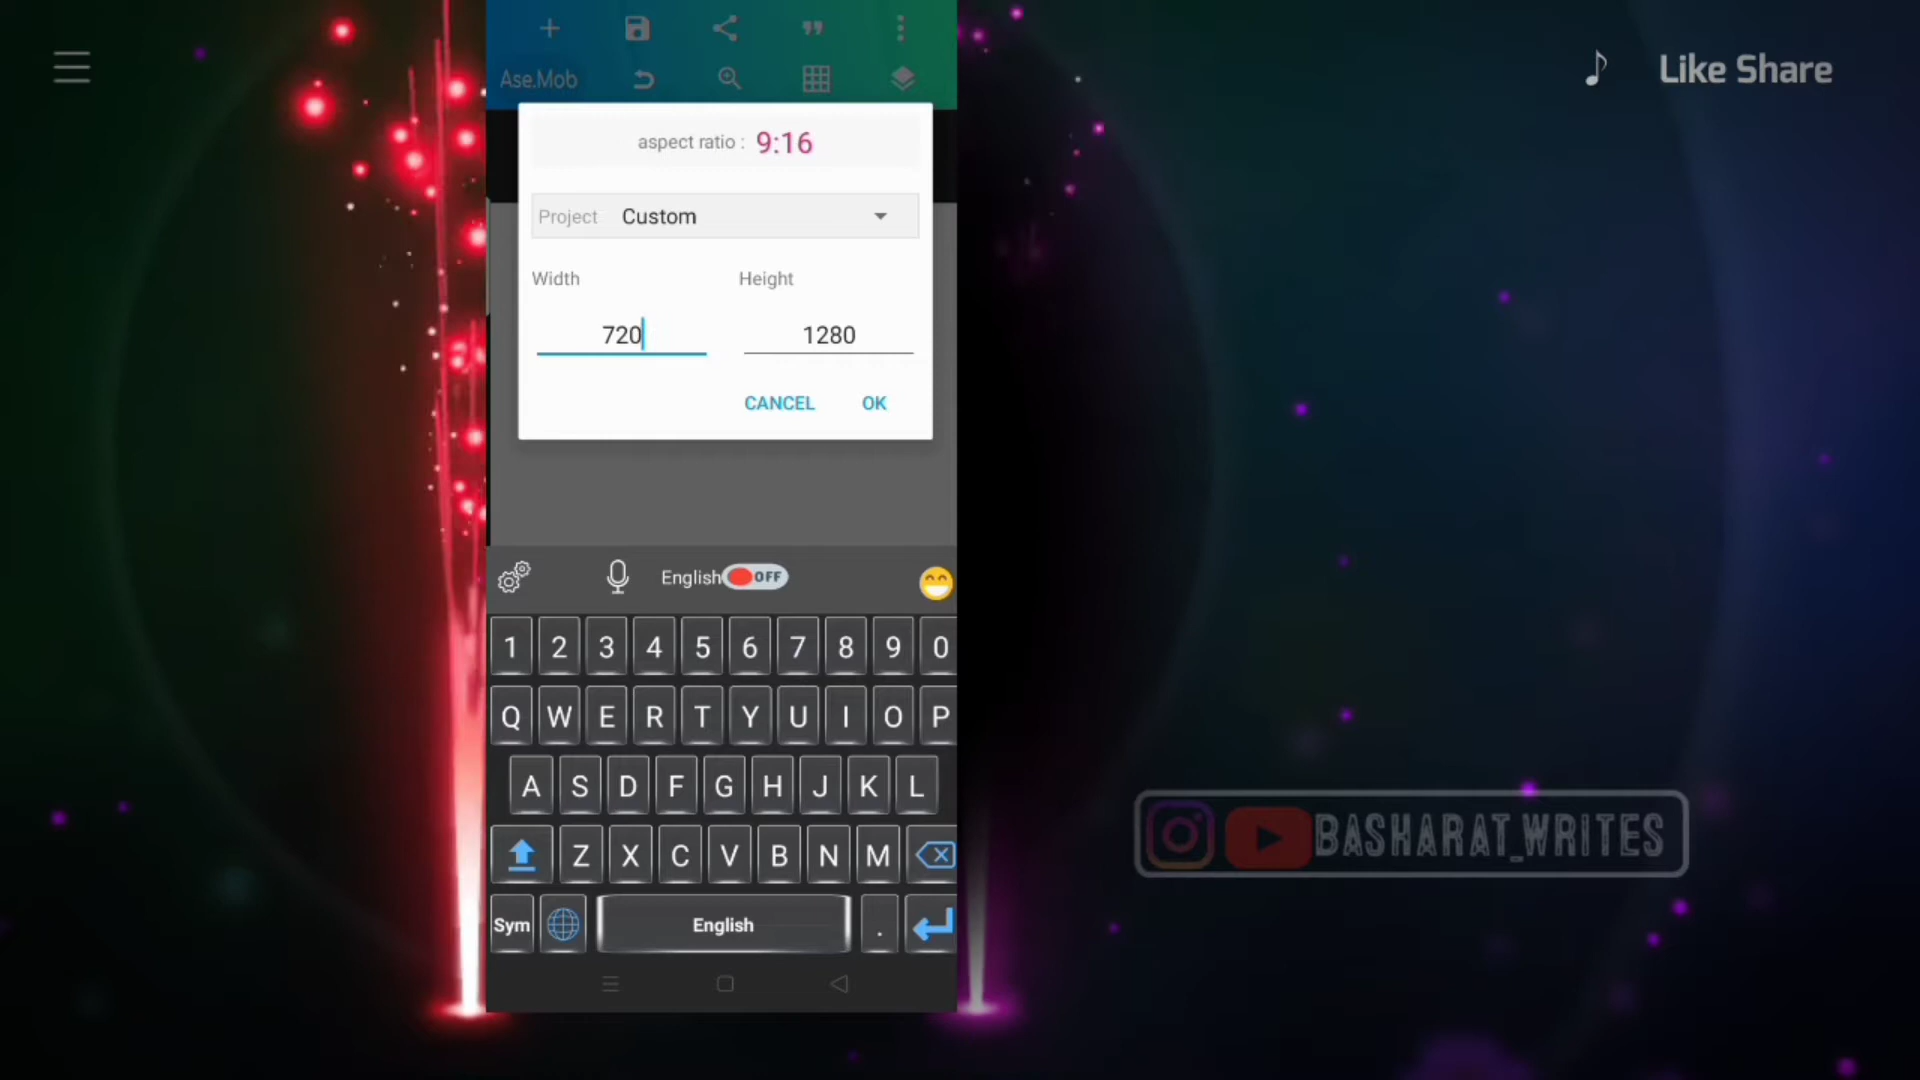 Like Share
Ase.Mob
aspect ratio : 9:16
Project Custom
Width Height
720 1280
CANCEL OK
English OFF
1 2 3 4 5 6 7 8 9 0
Q W E R T Y U I O P
A S D F G H J K L
Z X C V B N M
Sym English .
BASHARAT_WRITES